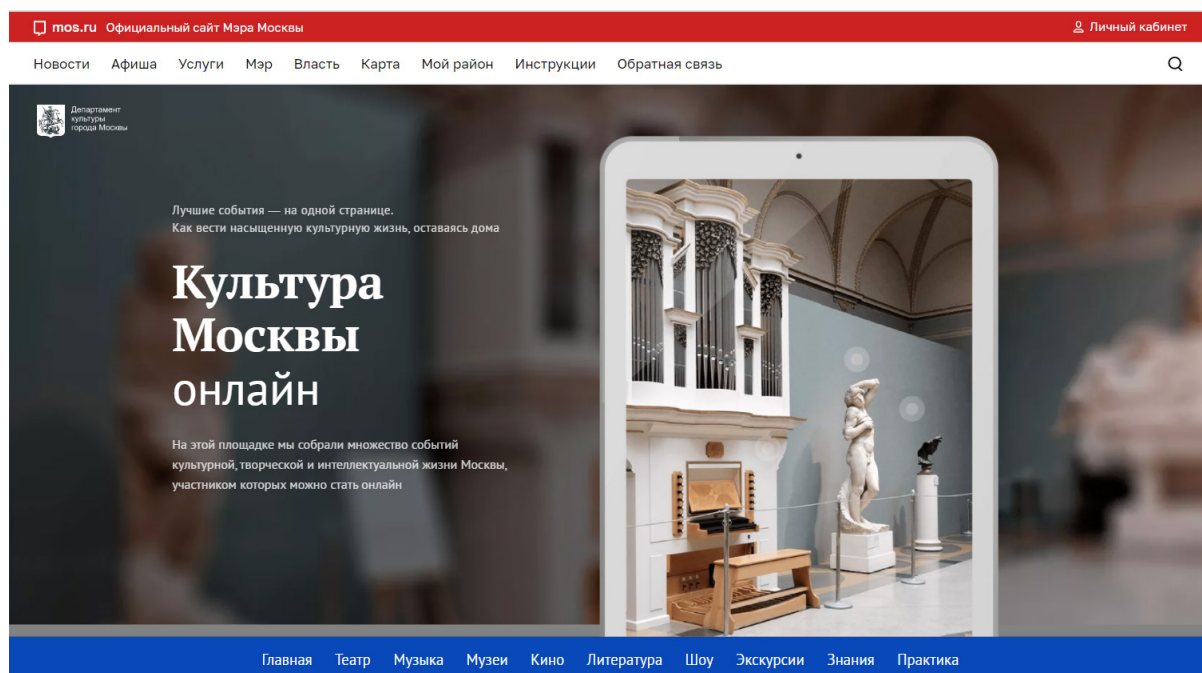 mos.ru Официальный сайт Мэра Москвы
Личный кабинет
Новости Афиша Услуги Мэр Власть Карта Мой район Инструкции Обратная связь
Департамент
культуры
города Москвы
Лучшие события — на одной странице.
Как вести насыщенную культурную жизнь, оставаясь дома
Культура
Москвы
онлайн
На этой площадке мы собрали множество событий
культурной, творческой и интеллектуальной жизни Москвы,
участником которых можно стать онлайн
Главная Театр Музыка Музеи Кино Литература Шоу Экскурсии Знания Практика